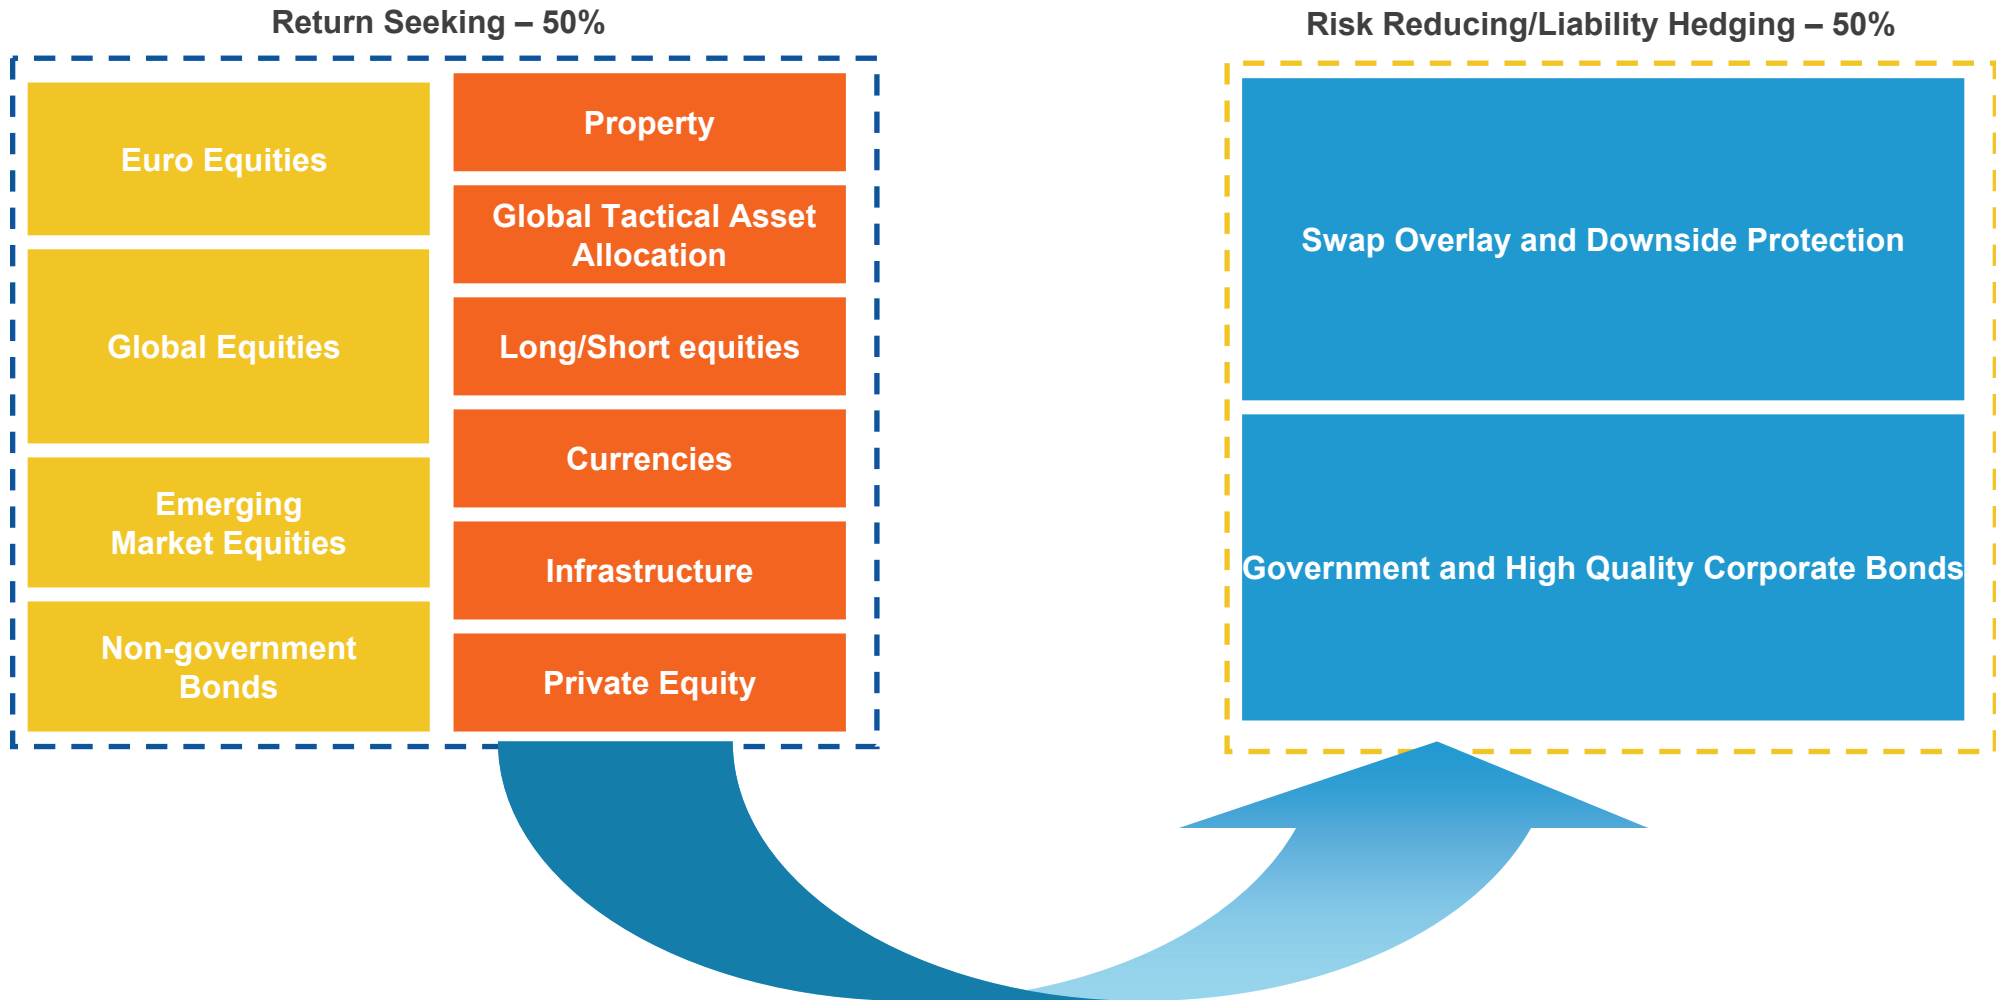 Return Seeking – 50%
Euro Equities
Global Equities
Emerging
Market Equities
Non-government
Bonds
Property
Global Tactical Asset
Allocation
Long/Short equities
Currencies
Infrastructure
Private Equity
Risk Reducing/Liability Hedging – 50%
Swap Overlay and Downside Protection
Government and High Quality Corporate Bonds